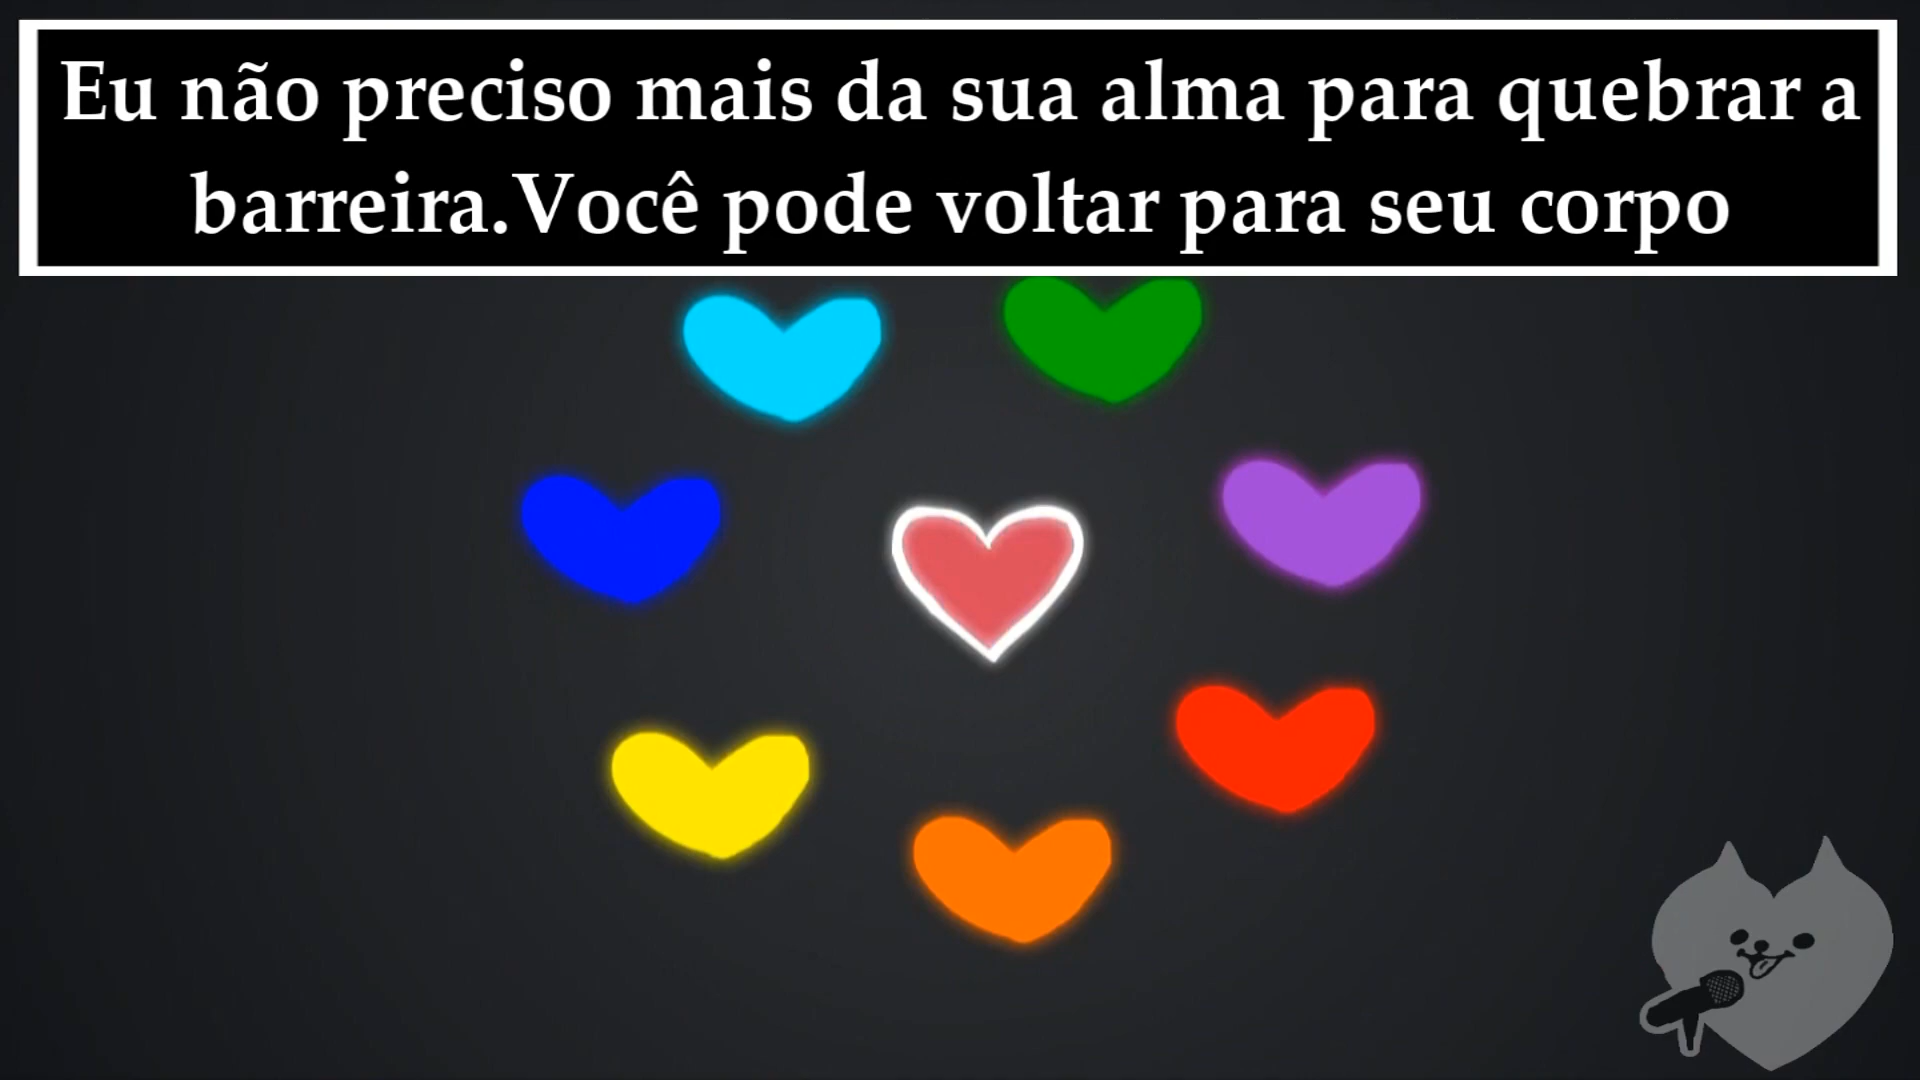 Eu não preciso mais da sua alma para quebrar a
barreira.Você pode voltar para seu corpo